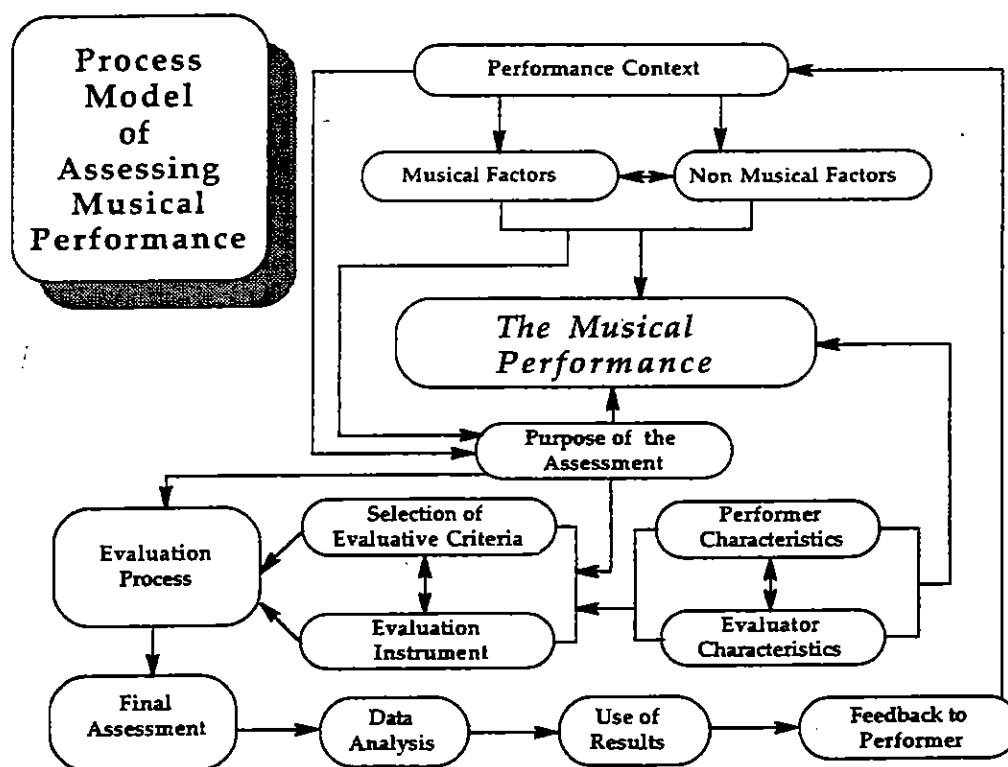 Process
Model
of
Assessing
Musical
Performance
Performance Context
Musical Factors
Non Musical Factors
The Musical
Performance
Purpose of the
Assessment
Evaluation
Process
Selection of
Evaluative Criteria
Performer
Characteristics
Evaluation
Instrument
Evaluator
Characteristics
Final
Assessment
Data
Analysis
Use of
Results
Feedback to
Performer